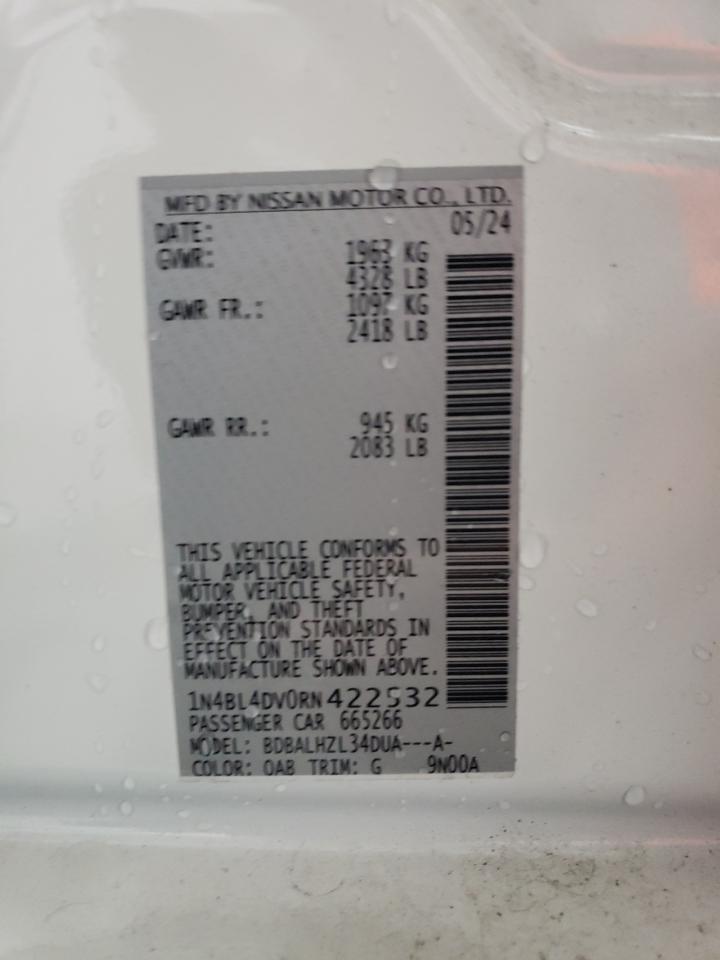 MFD BY NISSAN MOTOR CO., LTD.
DATE: 05/24
GVWR: 1963 KG
4328 LB
GAWR FR.: 1097 KG
2418 LB
GAWR RR.: 945 KG
2083 LB
THIS VEHICLE CONFORMS TO
ALL APPLICABLE FEDERAL
MOTOR VEHICLE SAFETY,
BUMPER, AND THEFT
PREVENTION STANDARDS IN
EFFECT ON THE DATE OF
MANUFACTURE SHOWN ABOVE.
1N4BL4DV0RN422532
PASSENGER CAR 665266
MODEL: BDBALHZL34DUA---A-
COLOR: QAB TRIM: G 9N00A